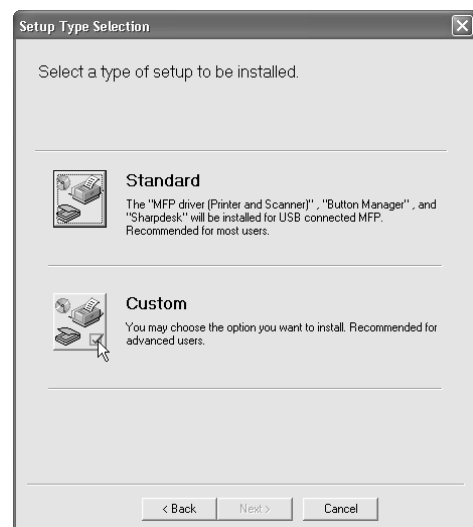 Setup Type Selection
Select a type of setup to be installed.
Standard
The "MFP driver (Printer and Scanner)" , "Button Manager" , and
"Sharpdesk" will be installed for USB connected MFP.
Recommended for most users.
Custom
You may choose the option you want to install. Recommended for
advanced users.
< Back Next > Cancel